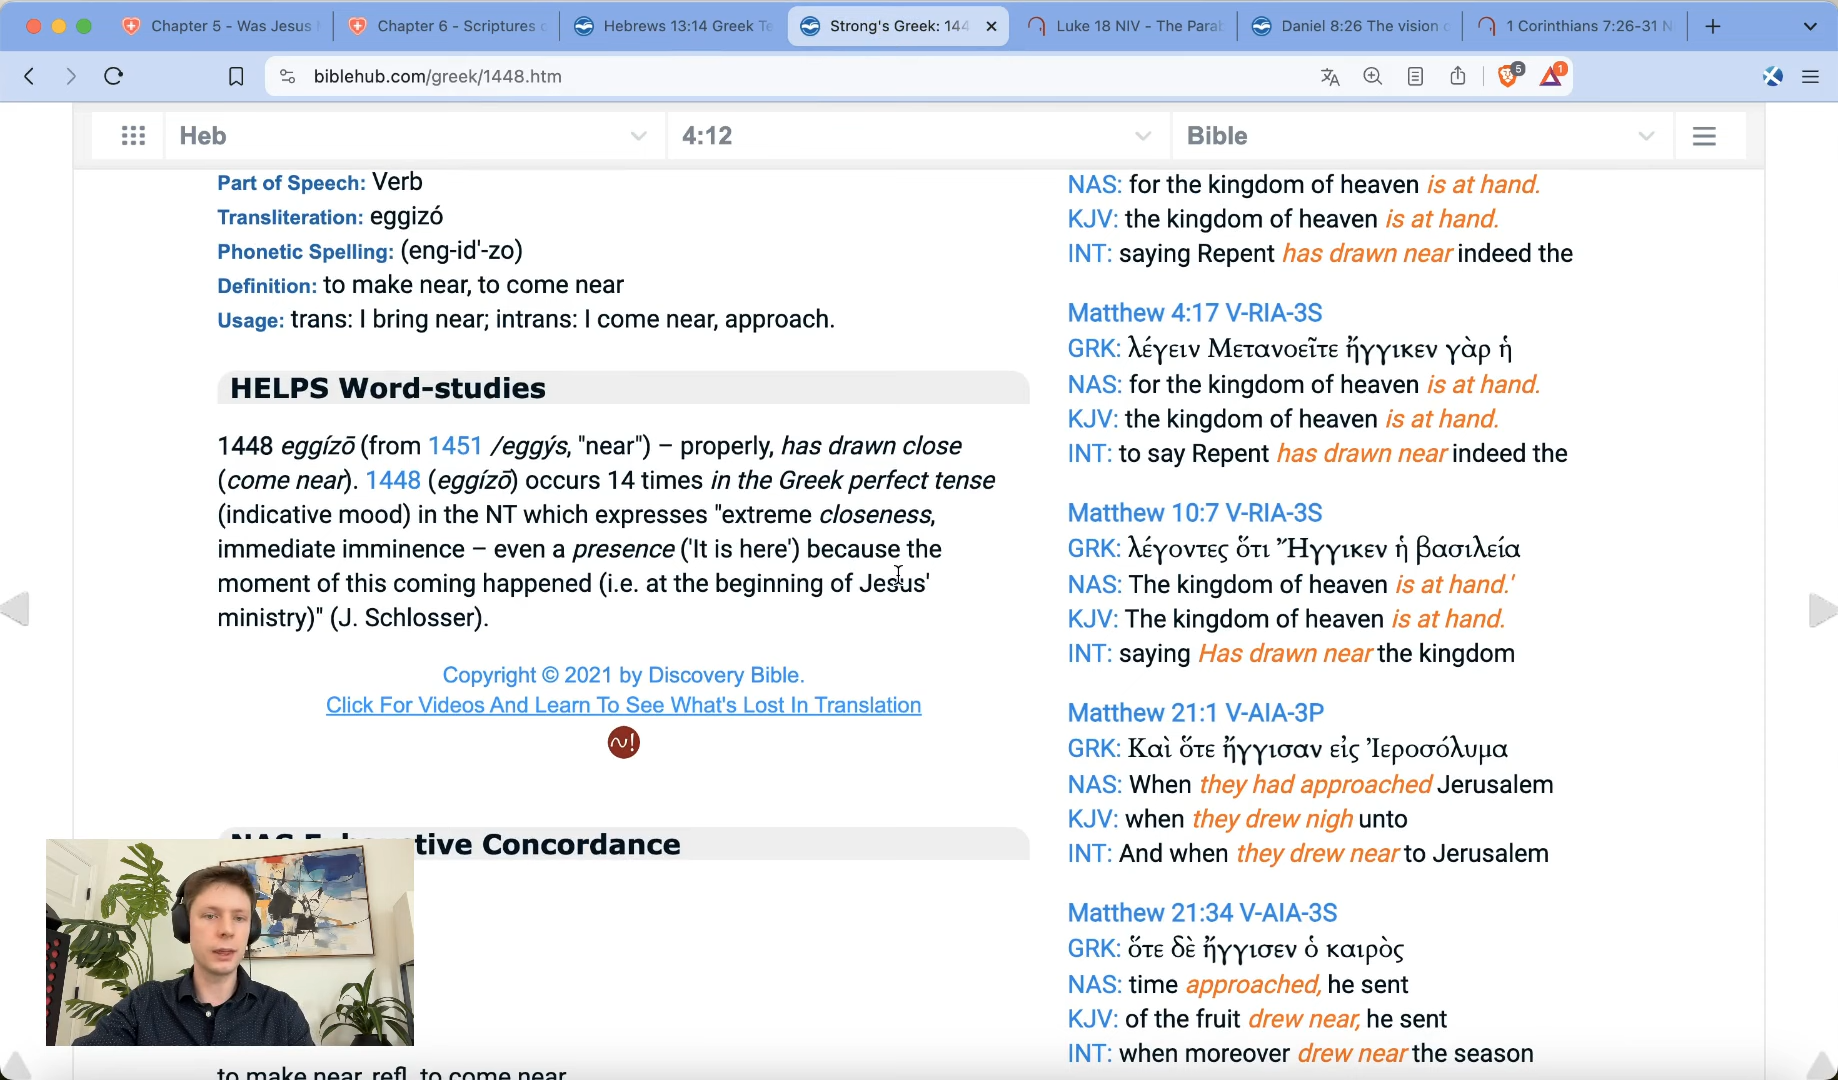 Chapter 5 - Was Jesus
Chapter 6 - Scriptures
Hebrews 13:14 Greek Te
Strong's Greek: 144
Luke 18 NIV - The Para
Daniel 8:26 The vision
1 Corinthians 7:26-31 N
biblehub.com/greek/1448.htm
5
1
Heb
4:12
Bible
Part of Speech: Verb
Transliteration: eggizó
Phonetic Spelling: (eng-id'-zo)
Definition: to make near, to come near
Usage: trans: I bring near; intrans: I come near, approach.
HELPS Word-studies
1448 eggízō (from 1451 /eggýs, "near") – properly, has drawn close
(come near). 1448 (eggízō) occurs 14 times in the Greek perfect tense
(indicative mood) in the NT which expresses "extreme closeness,
immediate imminence – even a presence ('It is here') because the
moment of this coming happened (i.e. at the beginning of Jesus'
ministry)" (J. Schlosser).
Copyright © 2021 by Discovery Bible.
Click For Videos And Learn To See What's Lost In Translation
tive Concordance
to make near, refl. to come near
NAS: for the kingdom of heaven is at hand.
KJV: the kingdom of heaven is at hand.
INT: saying Repent has drawn near indeed the
Matthew 4:17 V-RIA-3S
GRK: λέγειν Μετανοεῖτε ἤγγικεν γὰρ ἡ
NAS: for the kingdom of heaven is at hand.
KJV: the kingdom of heaven is at hand.
INT: to say Repent has drawn near indeed the
Matthew 10:7 V-RIA-3S
GRK: λέγοντες ὅτι Ἤγγικεν ἡ βασιλεία
NAS: The kingdom of heaven is at hand.'
KJV: The kingdom of heaven is at hand.
INT: saying Has drawn near the kingdom
Matthew 21:1 V-AIA-3P
GRK: Καὶ ὅτε ἤγγισαν εἰς Ἰεροσόλυμα
NAS: When they had approached Jerusalem
KJV: when they drew nigh unto
INT: And when they drew near to Jerusalem
Matthew 21:34 V-AIA-3S
GRK: ὅτε δὲ ἤγγισεν ὁ καιρὸς
NAS: time approached, he sent
KJV: of the fruit drew near, he sent
INT: when moreover drew near the season